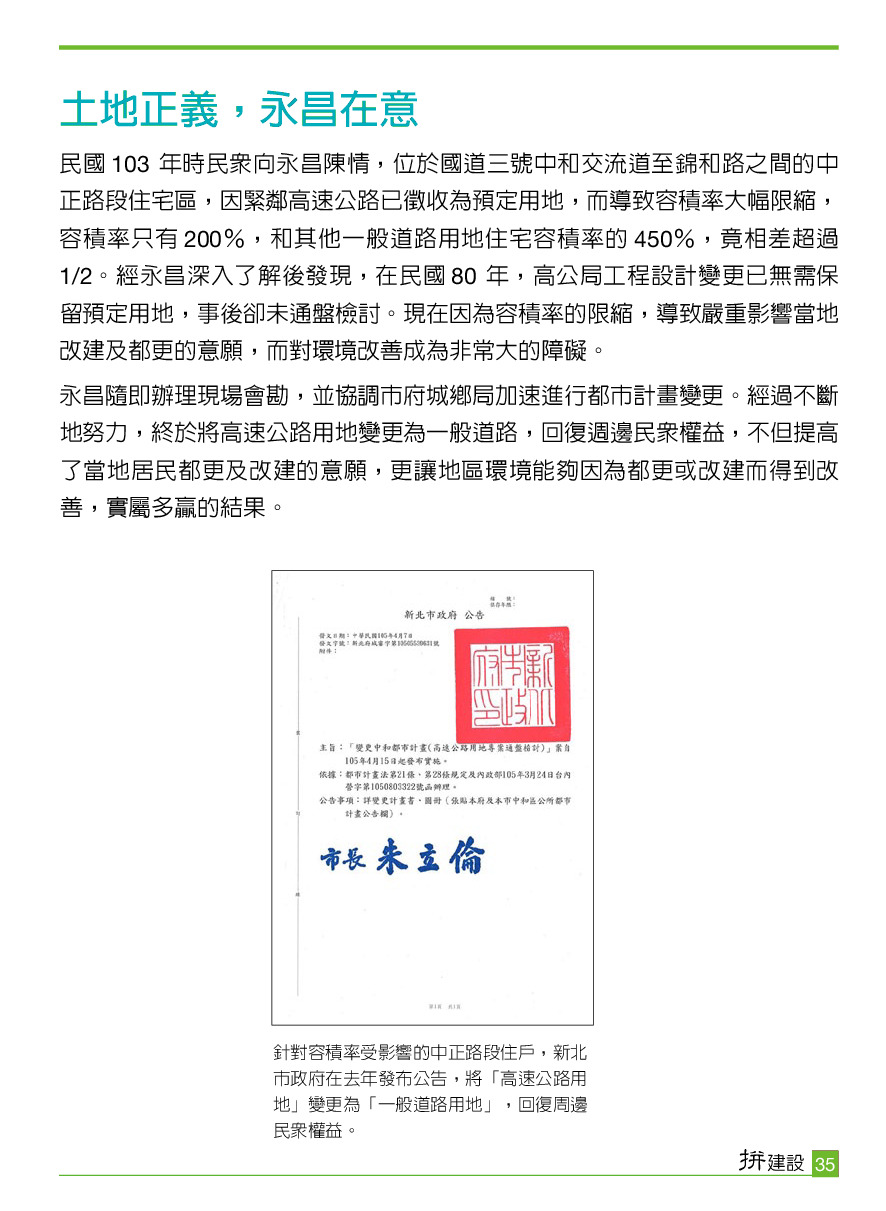 土地正義，永昌在意
民國 103 年時民眾向永昌陳情，位於國道三號中和交流道至錦和路之間的中
正路段住宅區，因緊鄰高速公路已徵收為預定用地，而導致容積率大幅限縮，
容積率只有 200％，和其他一般道路用地住宅容積率的 450％，竟相差超過
1/2。經永昌深入了解後發現，在民國 80 年，高公局工程設計變更已無需保
留預定用地，事後卻未通盤檢討。現在因為容積率的限縮，導致嚴重影響當地
改建及都更的意願，而對環境改善成為非常大的障礙。
永昌隨即辦理現場會勘，並協調市府城鄉局加速進行都市計畫變更。經過不斷
地努力，終於將高速公路用地變更為一般道路，回復週邊民眾權益，不但提高
了當地居民都更及改建的意願，更讓地區環境能夠因為都更或改建而得到改
善，實屬多贏的結果。
檔　　號：
保存年限：
新北市政府 公告
發文日期：中華民國105年4月7日
發文字號：新北府城審字第10505550631號
附件：
新北市政府印
主旨：「變更中和都市計畫(高速公路用地專案通盤檢討)」案自
105年4月15日起發布實施。
依據：都市計畫法第21條、第28條規定及內政部105年3月24日台內
營字第1050803322號函辦理。
公告事項：詳變更計畫書、圖冊（張貼本府及本市中和區公所都市
計畫公告欄）。
市長 朱立倫
第1頁　共1頁
針對容積率受影響的中正路段住戶，新北
市政府在去年發布公告，將「高速公路用
地」變更為「一般道路用地」，回復周邊
民眾權益。
拚建設 35